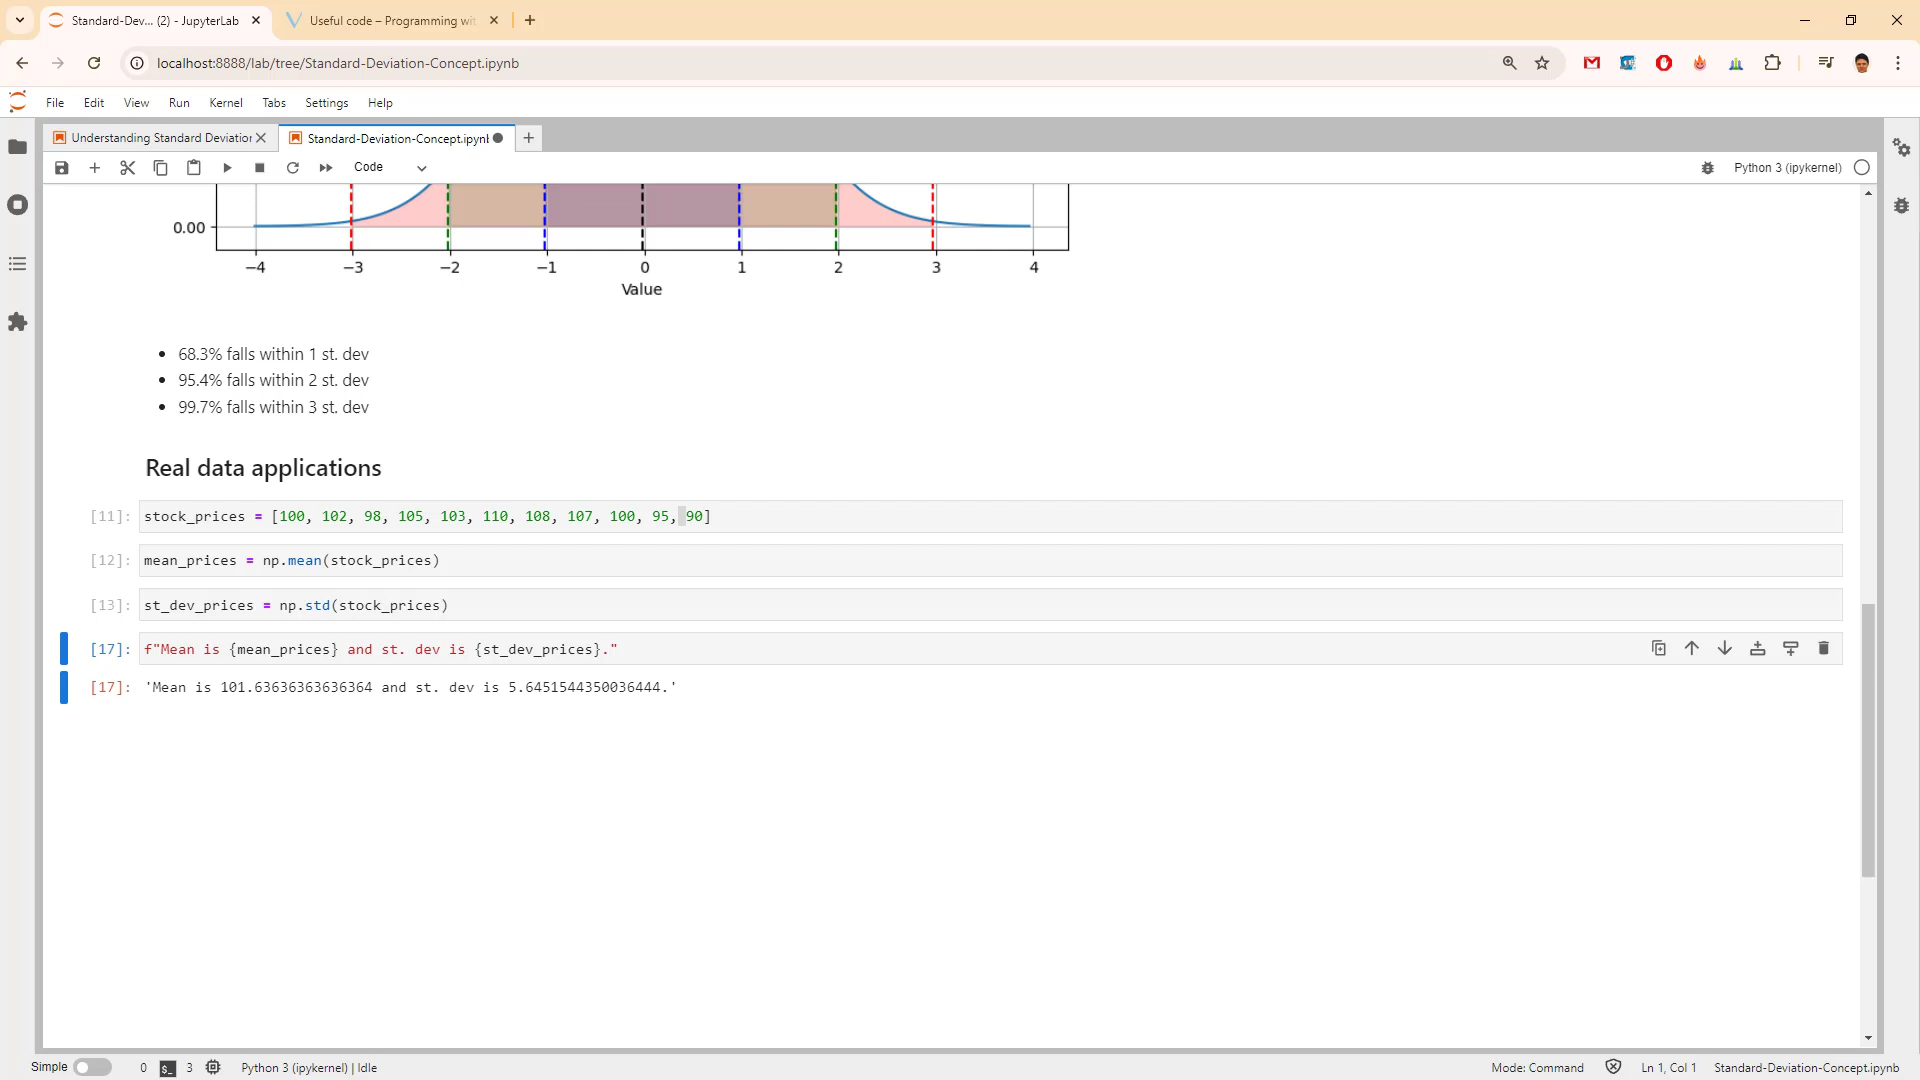 Standard-Dev... (2) - JupyterLab
Useful code – Programming wit
localhost:8888/lab/tree/Standard-Deviation-Concept.ipynb
File Edit View Run Kernel Tabs Settings Help
Understanding Standard Deviation
Standard-Deviation-Concept.ipynb
Code
Python 3 (ipykernel)
0.00
−4 −3 −2 −1 0 1 2 3 4
Value
68.3% falls within 1 st. dev
95.4% falls within 2 st. dev
99.7% falls within 3 st. dev
Real data applications
[11]: stock_prices = [100, 102, 98, 105, 103, 110, 108, 107, 100, 95, 90]
[12]: mean_prices = np.mean(stock_prices)
[13]: st_dev_prices = np.std(stock_prices)
[17]: f"Mean is {mean_prices} and st. dev is {st_dev_prices}."
[17]: 'Mean is 101.63636363636364 and st. dev is 5.6451544350036444.'
Simple 0 $_ 3 Python 3 (ipykernel) | Idle
Mode: Command Ln 1, Col 1 Standard-Deviation-Concept.ipynb